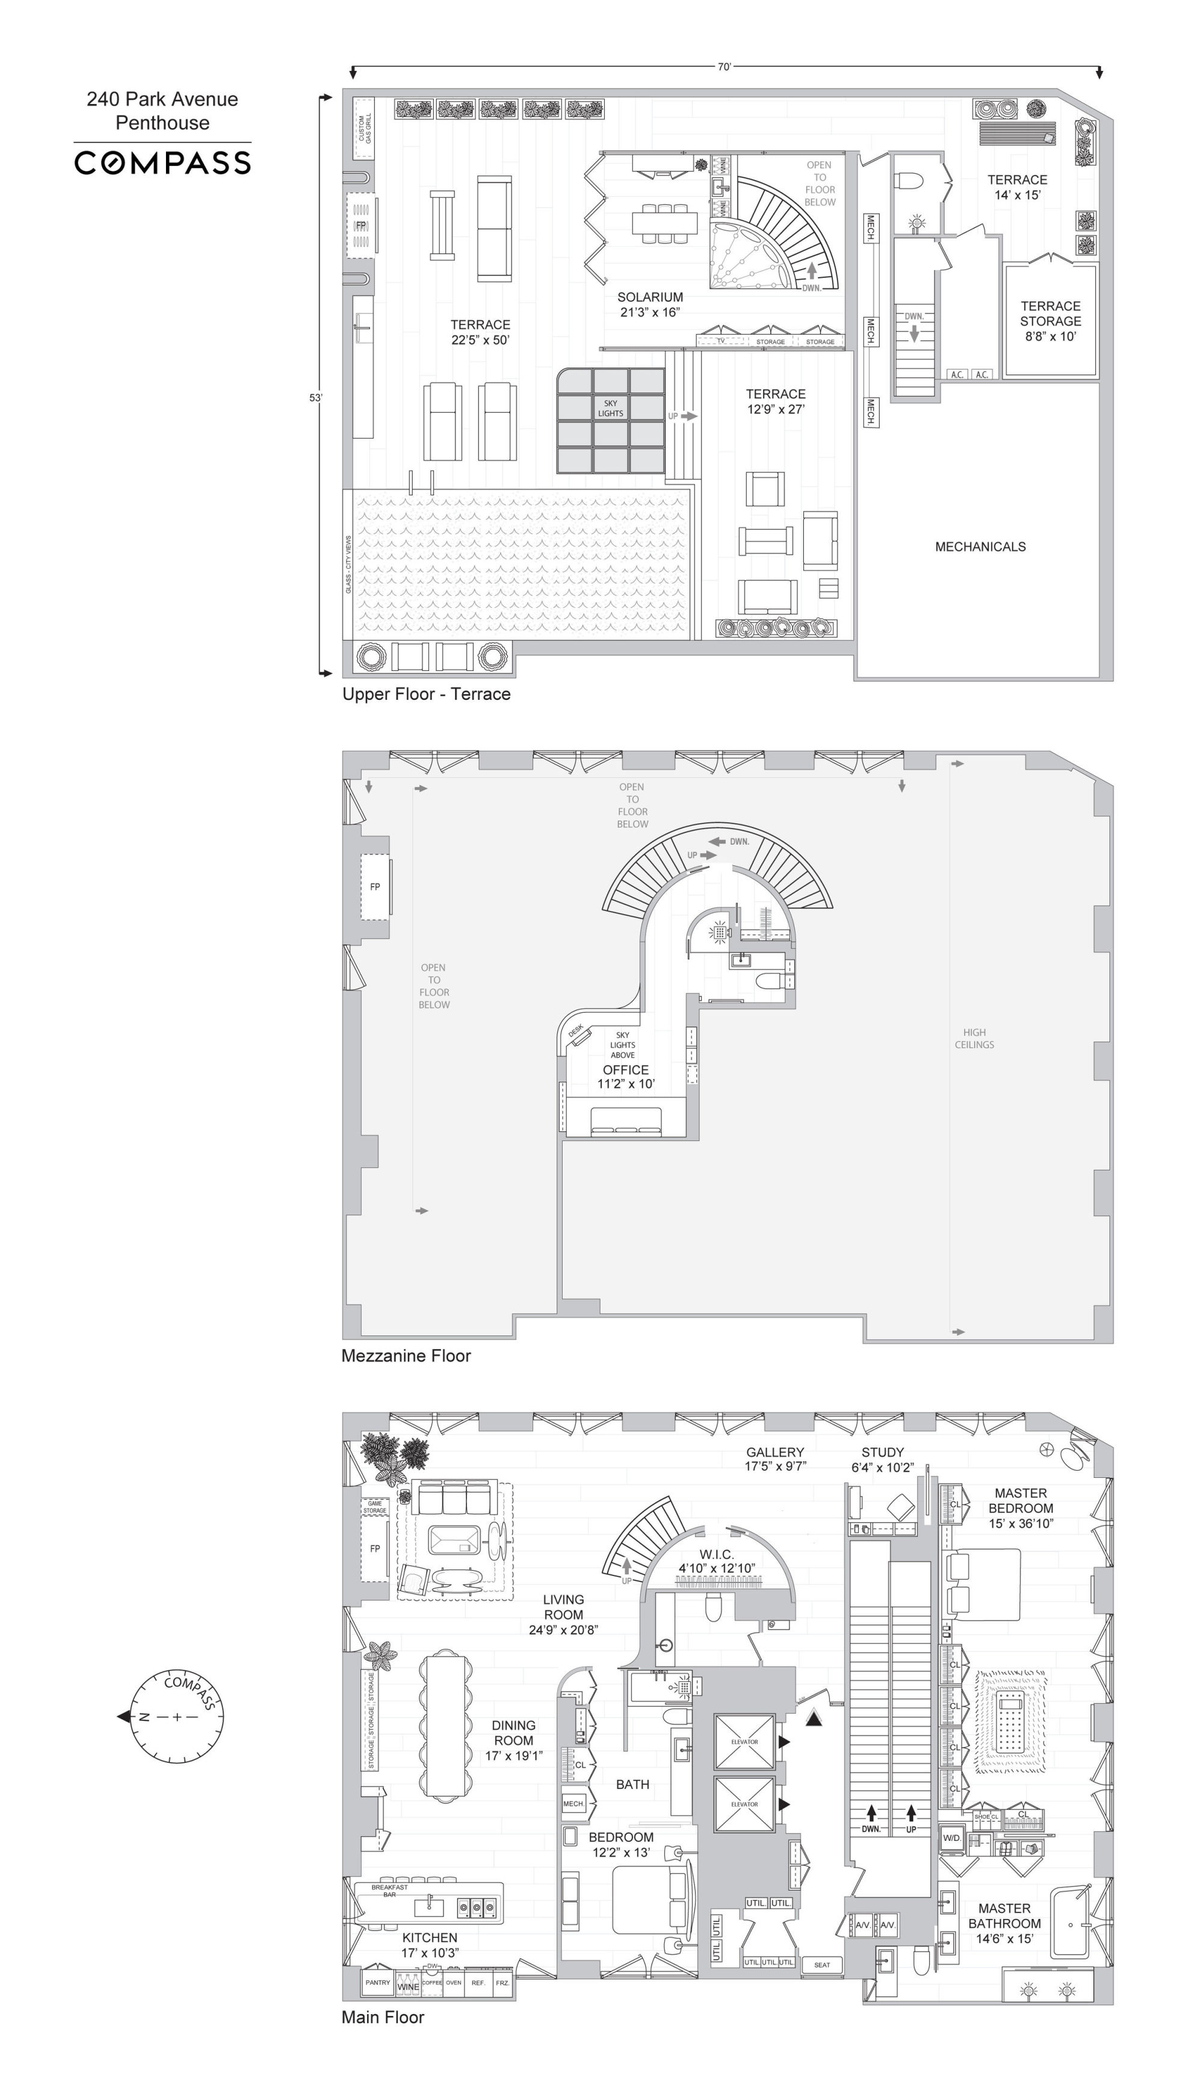 240 Park Avenue
Penthouse
COMPASS
70'
53'
CUSTOM
GAS GRILL
FP
TERRACE
22'5" x 50'
SOLARIUM
21'3" x 16"
WINE
WINE
OPEN
TO
FLOOR
BELOW
DWN.
TV
STORAGE
STORAGE
SKY
LIGHTS
UP
TERRACE
12'9" x 27'
MECH.
MECH.
MECH.
DWN.
A.C.
A.C.
TERRACE
14' x 15'
TERRACE
STORAGE
8'8" x 10'
MECHANICALS
GLASS - CITY VIEWS
Upper Floor - Terrace
OPEN
TO
FLOOR
BELOW
FP
OPEN
TO
FLOOR
BELOW
DWN.
UP
DESK
SKY
LIGHTS
ABOVE
OFFICE
11'2" x 10'
HIGH
CEILINGS
Mezzanine Floor
GALLERY
17'5" x 9'7"
STUDY
6'4" x 10'2"
GAME
STORAGE
FP
CL
MASTER
BEDROOM
15' x 36'10"
W.I.C.
4'10" x 12'10"
UP
LIVING
ROOM
24'9" x 20'8"
STORAGE STORAGE STORAGE
DINING
ROOM
17' x 19'1"
CL
MECH.
BATH
ELEVATOR
ELEVATOR
BEDROOM
12'2" x 13'
DWN.
UP
CL
CL
CL
CL
SHOE CL
CL
W/D.
BREAKFAST
BAR
KITCHEN
17' x 10'3"
PANTRY
WINE
DW
COFFEE
OVEN
REF.
FRZ.
UTIL
UTIL
UTIL
UTIL
UTIL
UTIL
UTIL
SEAT
A/V.
A/V.
MASTER
BATHROOM
14'6" x 15'
COMPASS
N
Main Floor